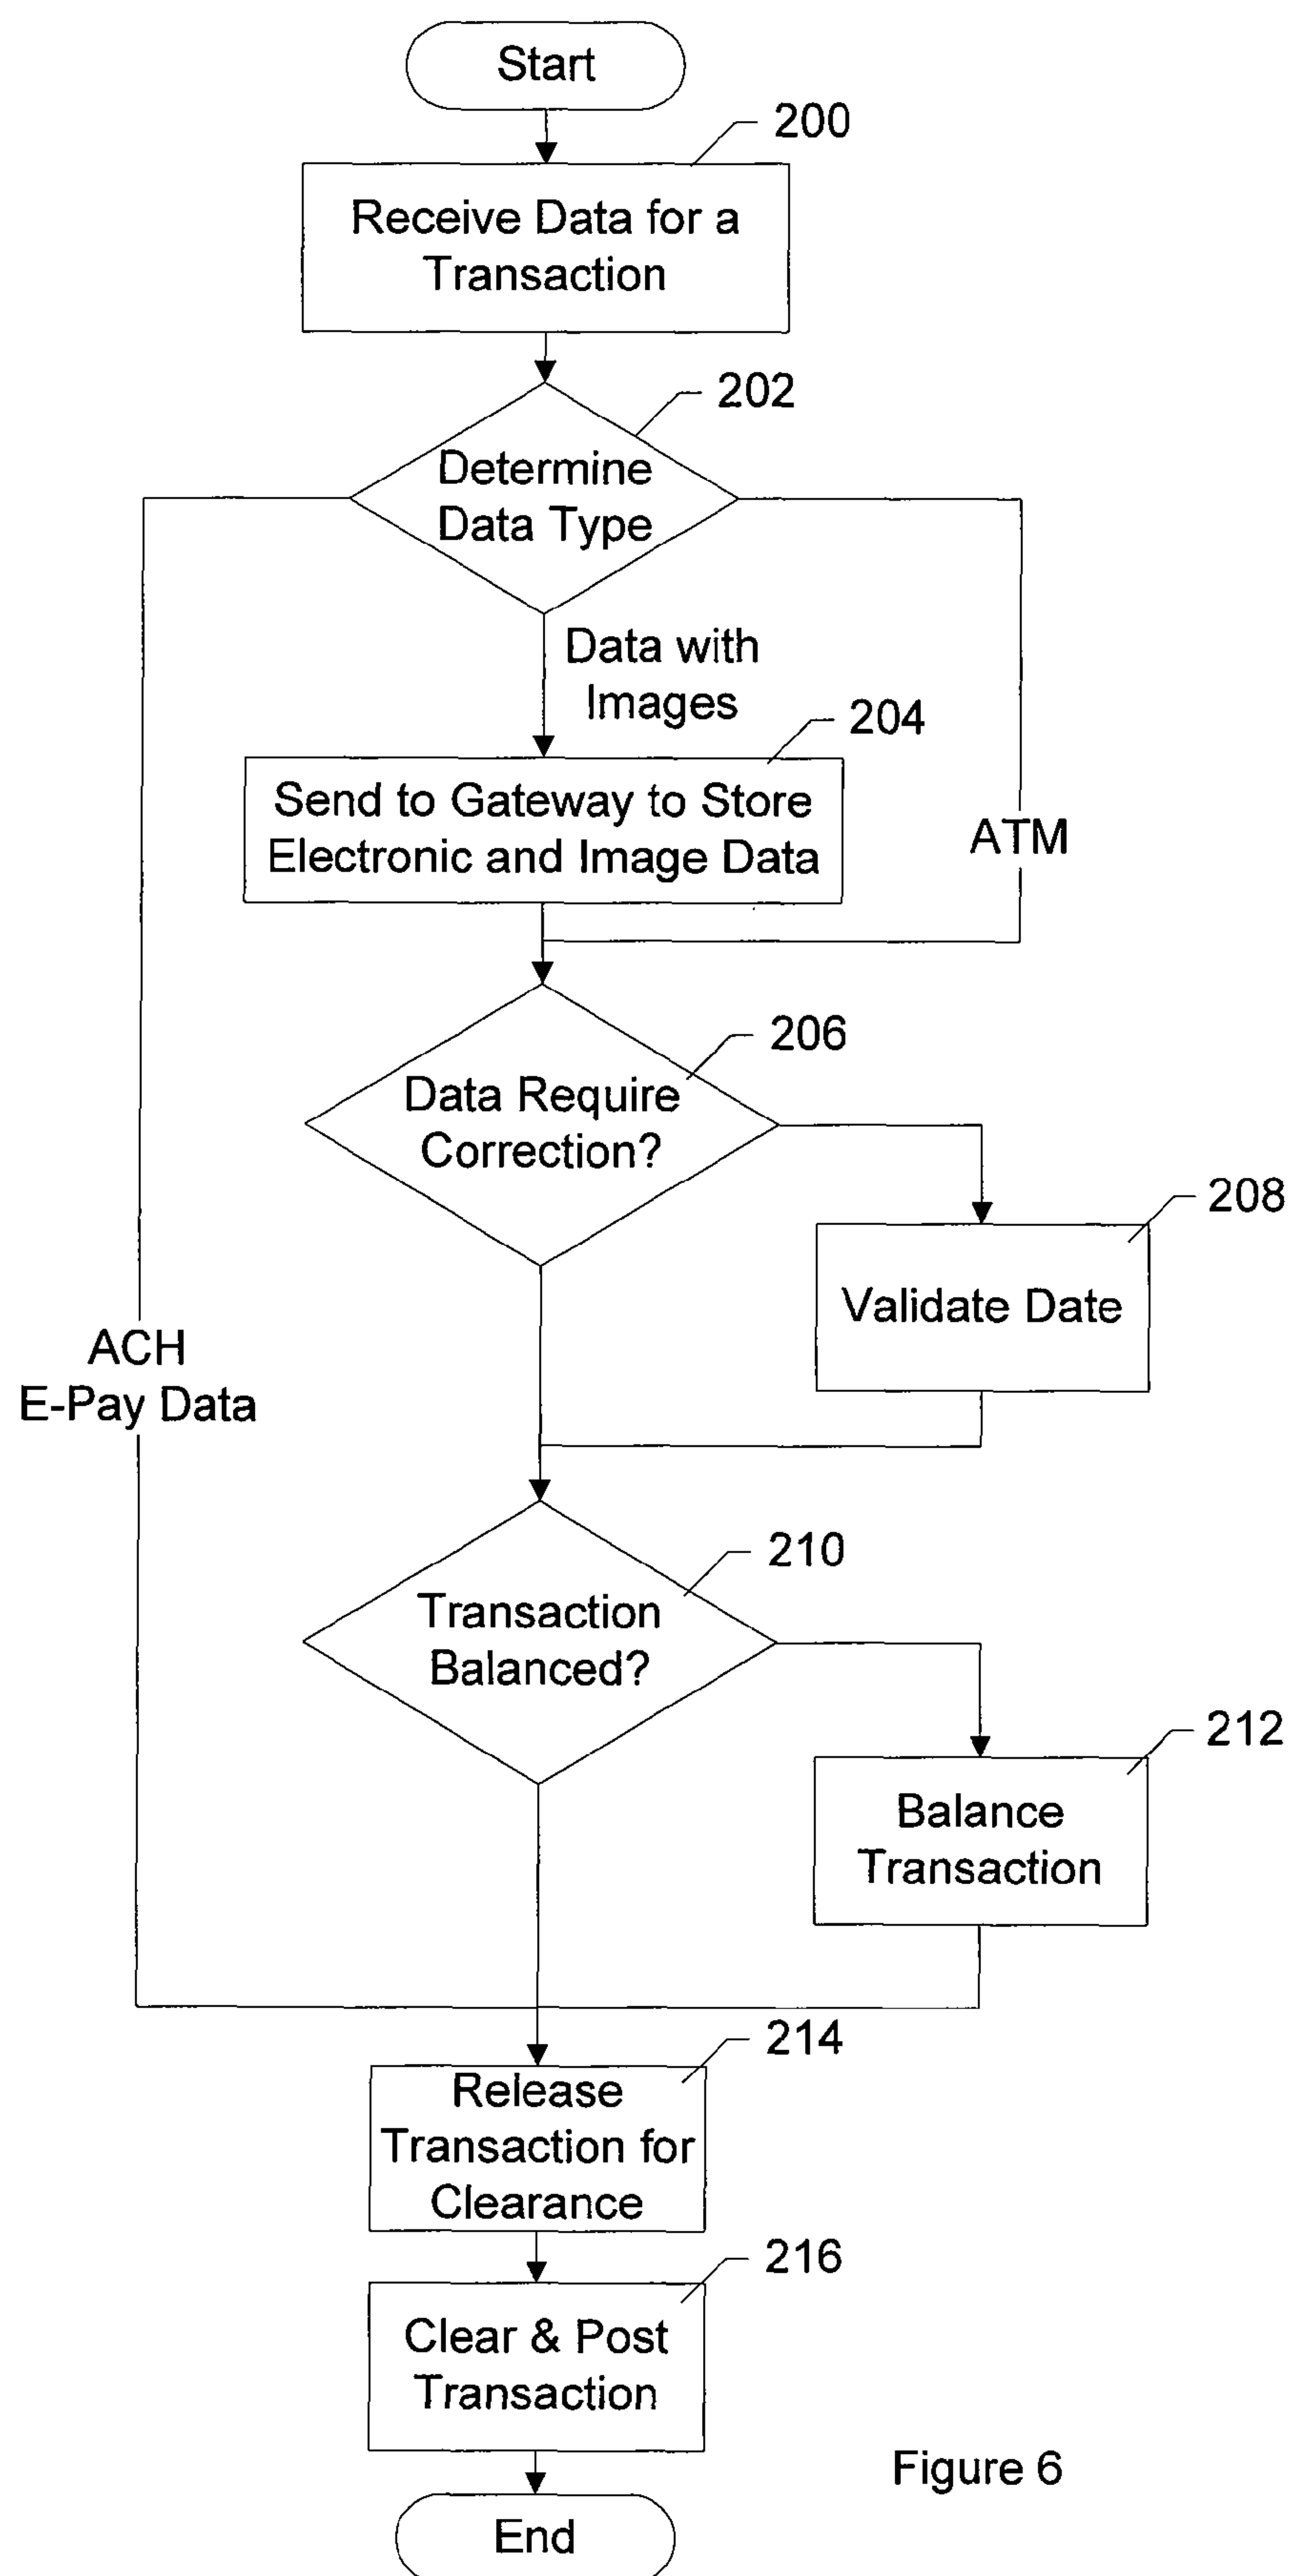 Start
200
Receive Data for a
Transaction
202
Determine
Data Type
Data with
Images
204
Send to Gateway to Store
Electronic and Image Data
ATM
206
Data Require
Correction?
208
Validate Date
ACH
E-Pay Data
210
Transaction
Balanced?
212
Balance
Transaction
214
Release
Transaction for
Clearance
216
Clear & Post
Transaction
Figure 6
End